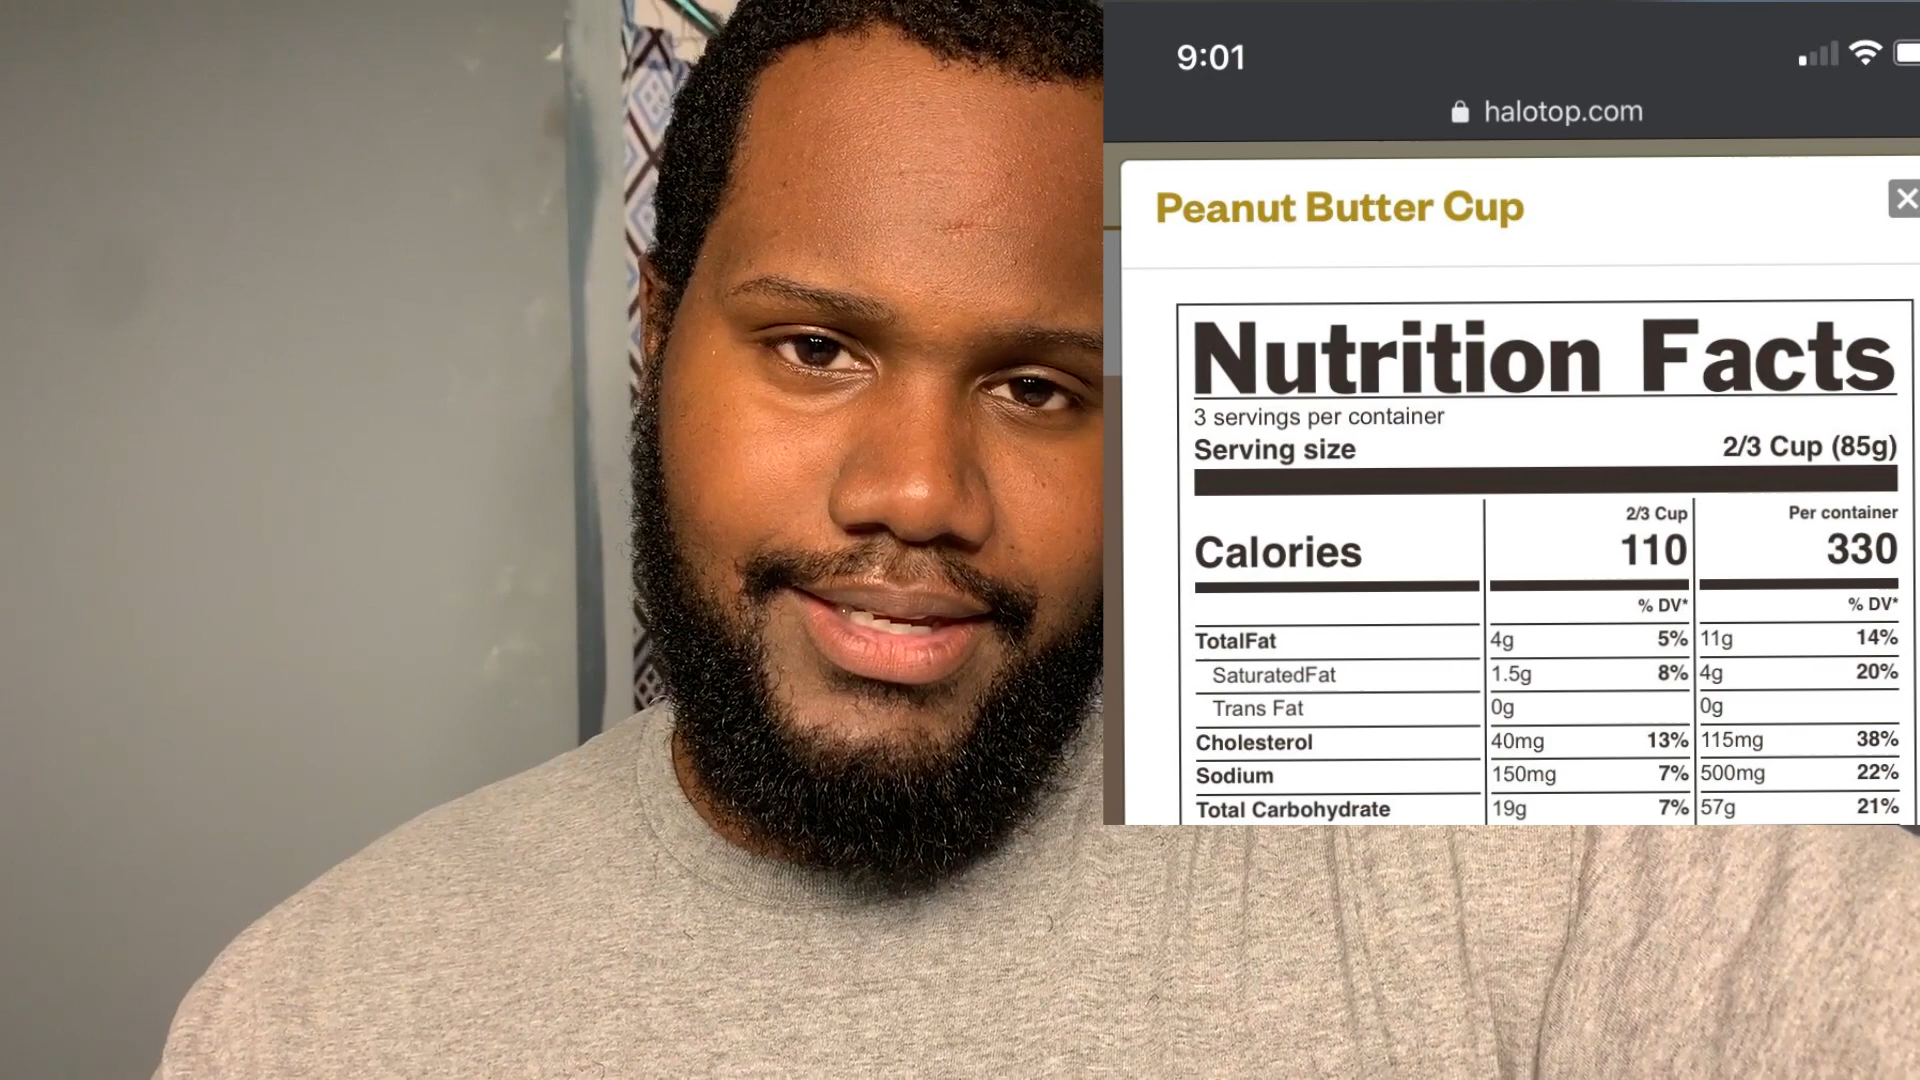 9:01
halotop.com
Peanut Butter Cup
Nutrition Facts
3 servings per container
Serving size 2/3 Cup (85g)
2/3 Cup Per container
Calories 110 330
% DV* % DV*
TotalFat 4g 5% 11g 14%
SaturatedFat 1.5g 8% 4g 20%
Trans Fat 0g 0g
Cholesterol 40mg 13% 115mg 38%
Sodium 150mg 7% 500mg 22%
Total Carbohydrate 19g 7% 57g 21%